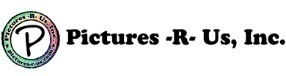 Pictures -R- Us, Inc.
P